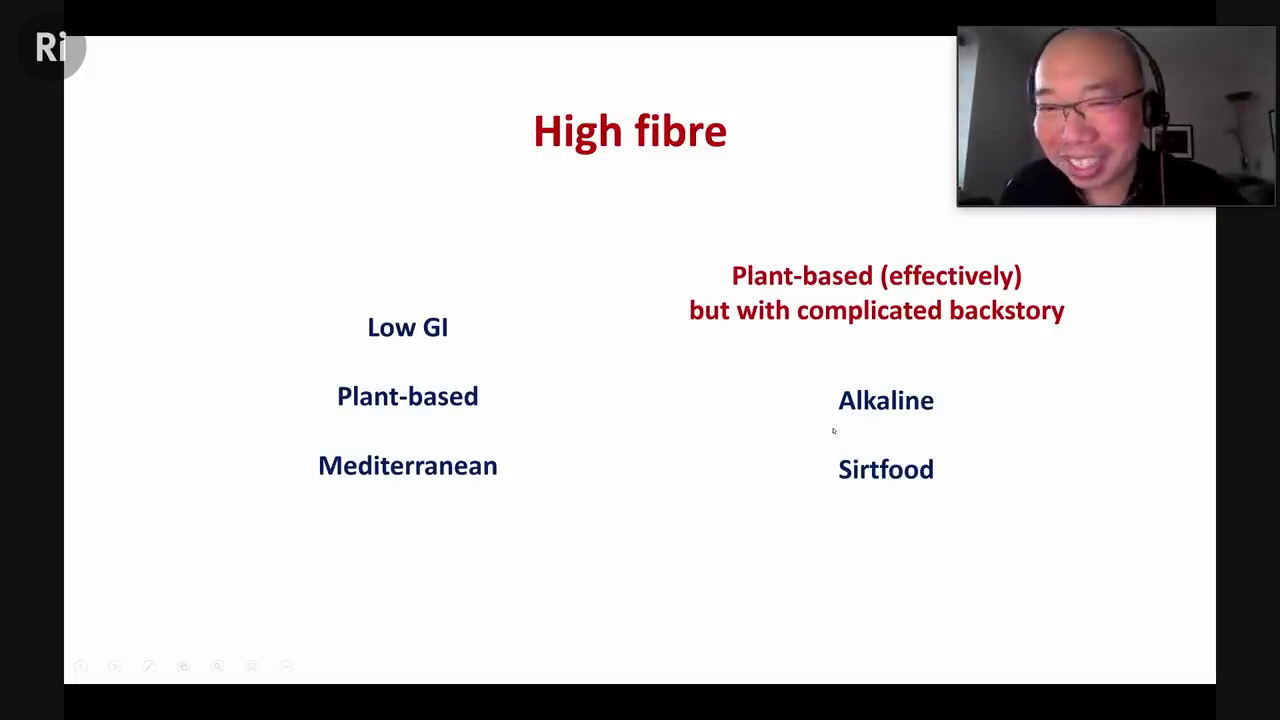 Ri
High fibre
Low GI
Plant-based
Mediterranean
Plant-based (effectively)
but with complicated backstory
Alkaline
Sirtfood